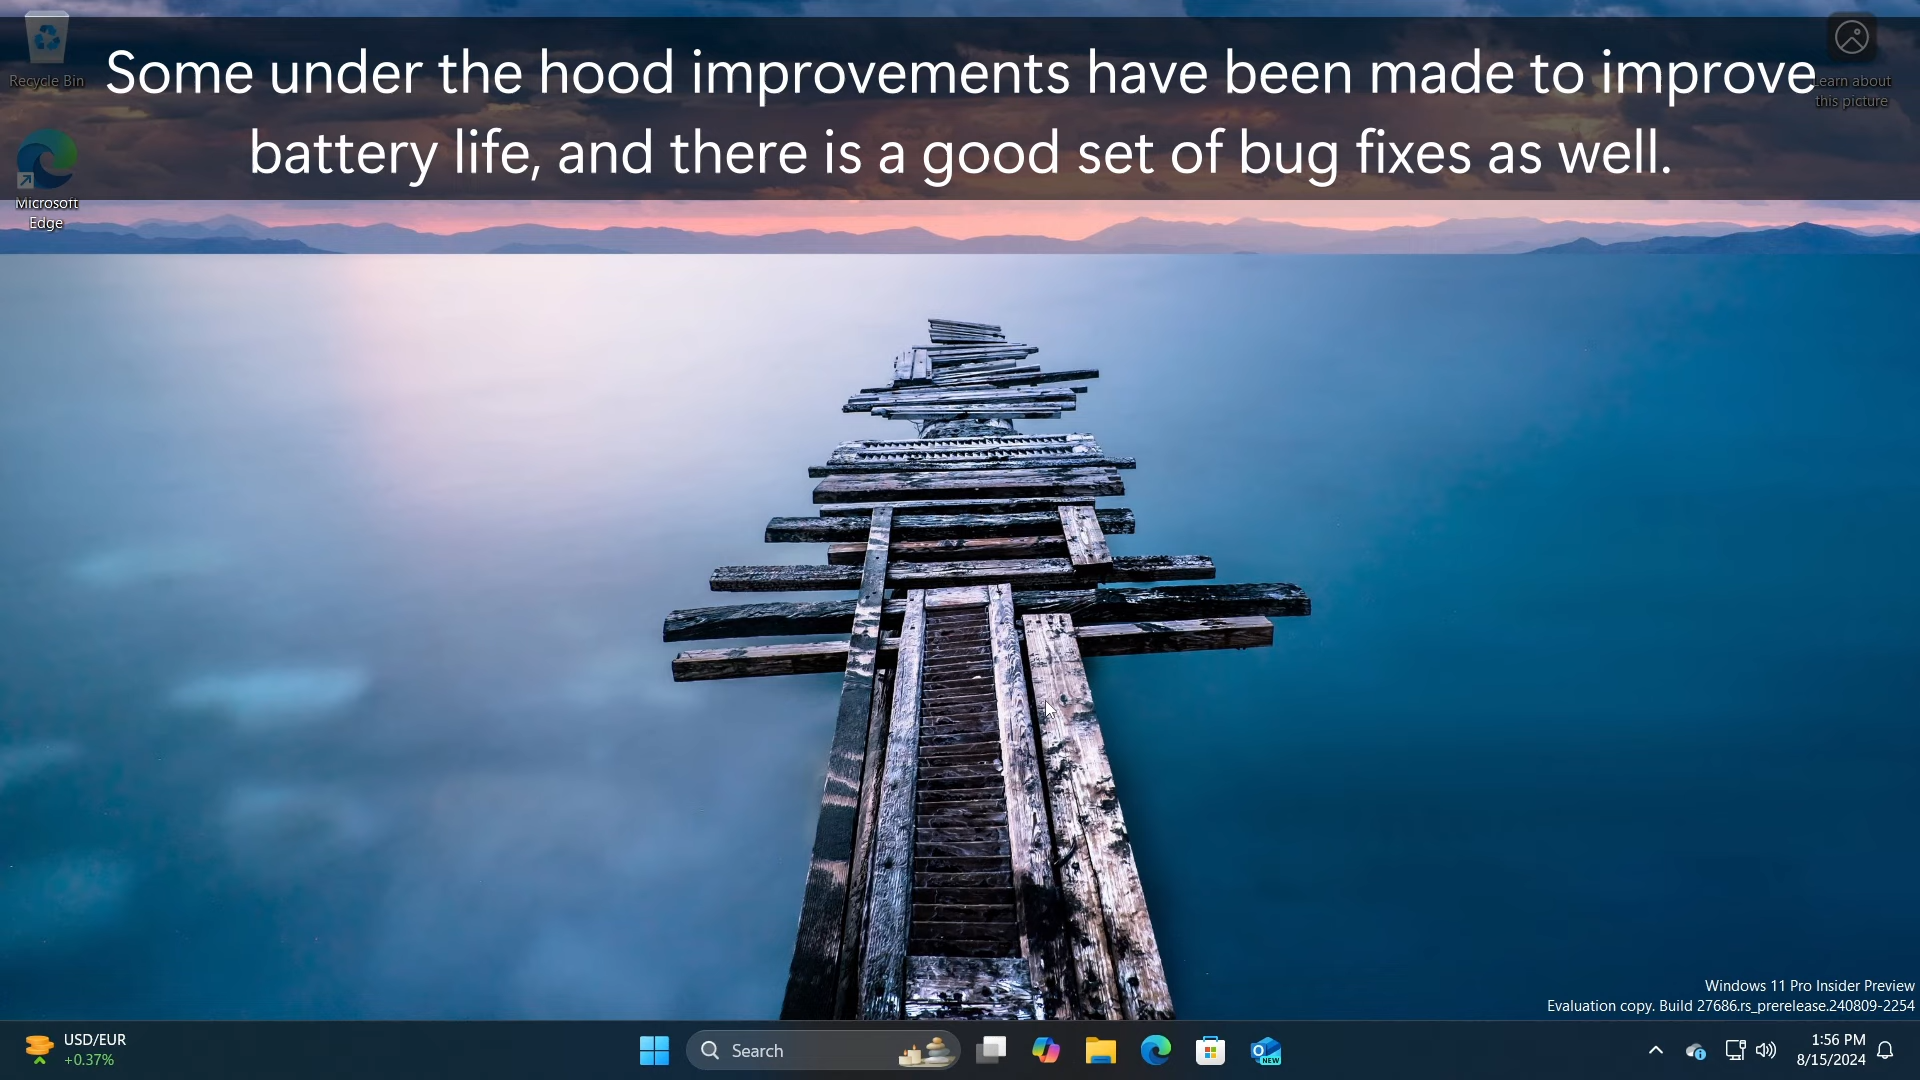 Some under the hood improvements have been made to improve
battery life, and there is a good set of bug fixes as well.
Recycle Bin
Learn about
this picture
Microsoft
Edge
Windows 11 Pro Insider Preview
Evaluation copy. Build 27686.rs_prerelease.240809-2254
USD/EUR
+0.37%
Search
NEW
1:56 PM
8/15/2024